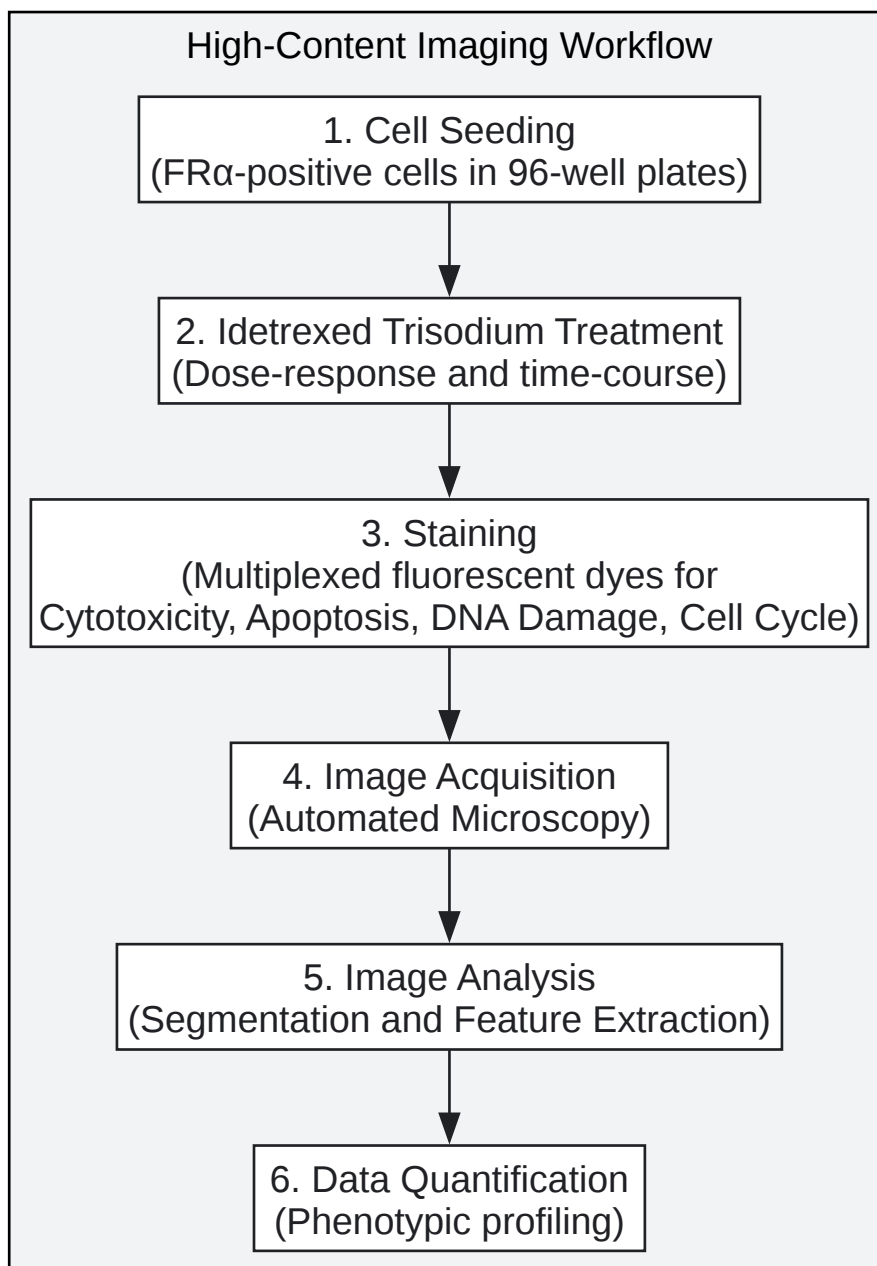 High-Content Imaging Workflow
1. Cell Seeding
(FRα-positive cells in 96-well plates)
2. Idetrexed Trisodium Treatment
(Dose-response and time-course)
3. Staining
(Multiplexed fluorescent dyes for
Cytotoxicity, Apoptosis, DNA Damage, Cell Cycle)
4. Image Acquisition
(Automated Microscopy)
5. Image Analysis
(Segmentation and Feature Extraction)
6. Data Quantification
(Phenotypic profiling)